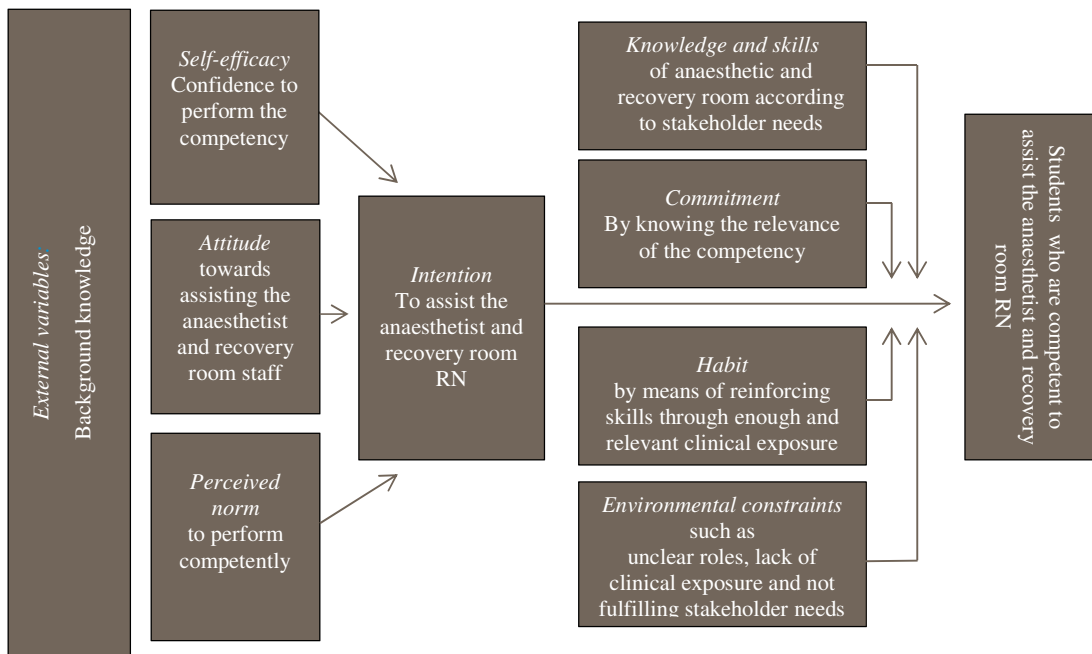 External variables
Background knowledge
Self-efficacy
Confidence to
perform the
competency
Attitude
towards
assisting the
anaesthetist
and recovery
room staff
Perceived
norm
to perform
competently
Intention
To assist the
anaesthetist and
recovery room
RN
Knowledge and skills
of anaesthetic and
recovery room according
to stakeholder needs
Commitment
By knowing the relevance
of the competency
Habit
by means of reinforcing
skills through enough and
relevant clinical exposure
Environmental constraints
such as
unclear roles, lack of
clinical exposure and not
fulfilling stakeholder needs
Students who are competent to
assist the anaesthetist and recovery
room RN